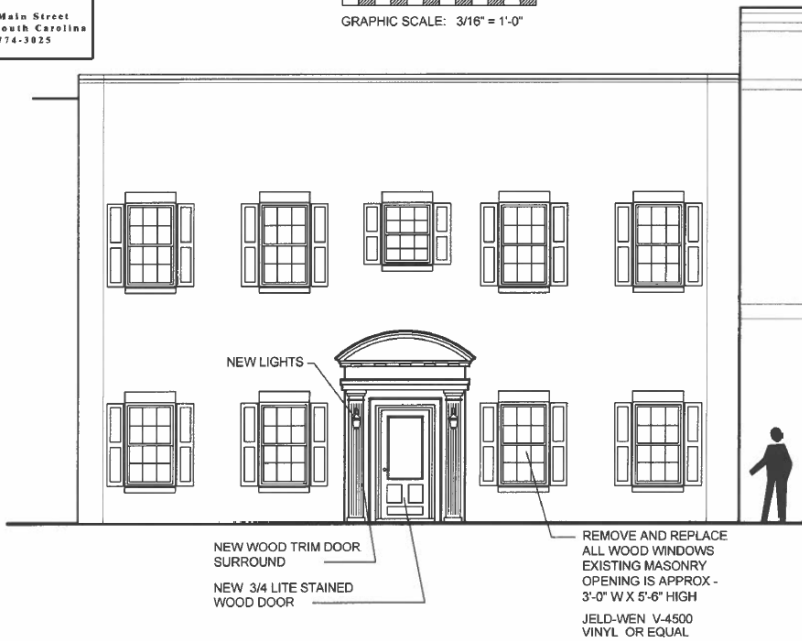 Main Street
outh Carolina
774-3025
GRAPHIC SCALE: 3/16" = 1'-0"
NEW LIGHTS
NEW WOOD TRIM DOOR
SURROUND
NEW 3/4 LITE STAINED
WOOD DOOR
REMOVE AND REPLACE
ALL WOOD WINDOWS
EXISTING MASONRY
OPENING IS APPROX -
3'-0" W X 5'-6" HIGH
JELD-WEN V-4500
VINYL OR EQUAL